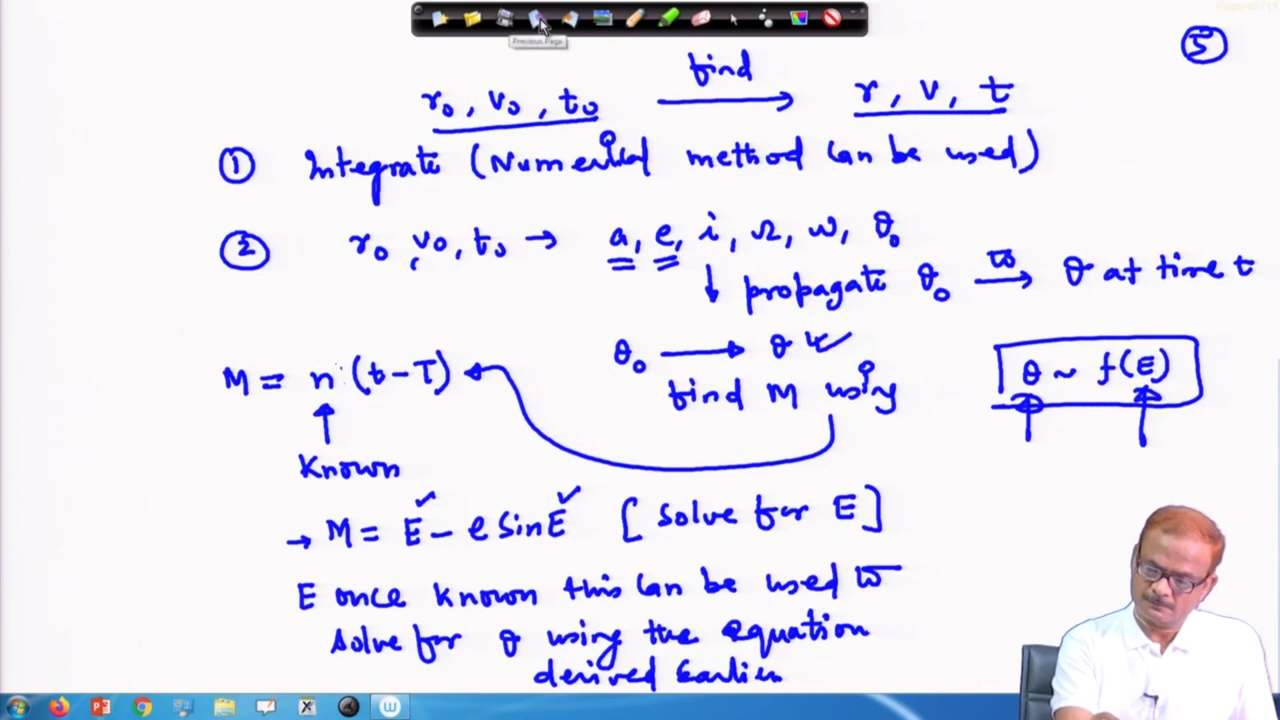 Previous Page
5
find
r₀, v₀, t₀ → r, v, t
① Integrate (Numerical method can be used)
② r₀, v₀, t₀ → a, e, i, Ω, ω, θ₀
↓ propagate θ₀ to → θ at time t
θ₀ → θ
M = n (t - T) find M using θ ~ f(E)
Known
→ M = E - e sin E [solve for E]
E once known this can be used to
solve for θ using the equation
derived earlier